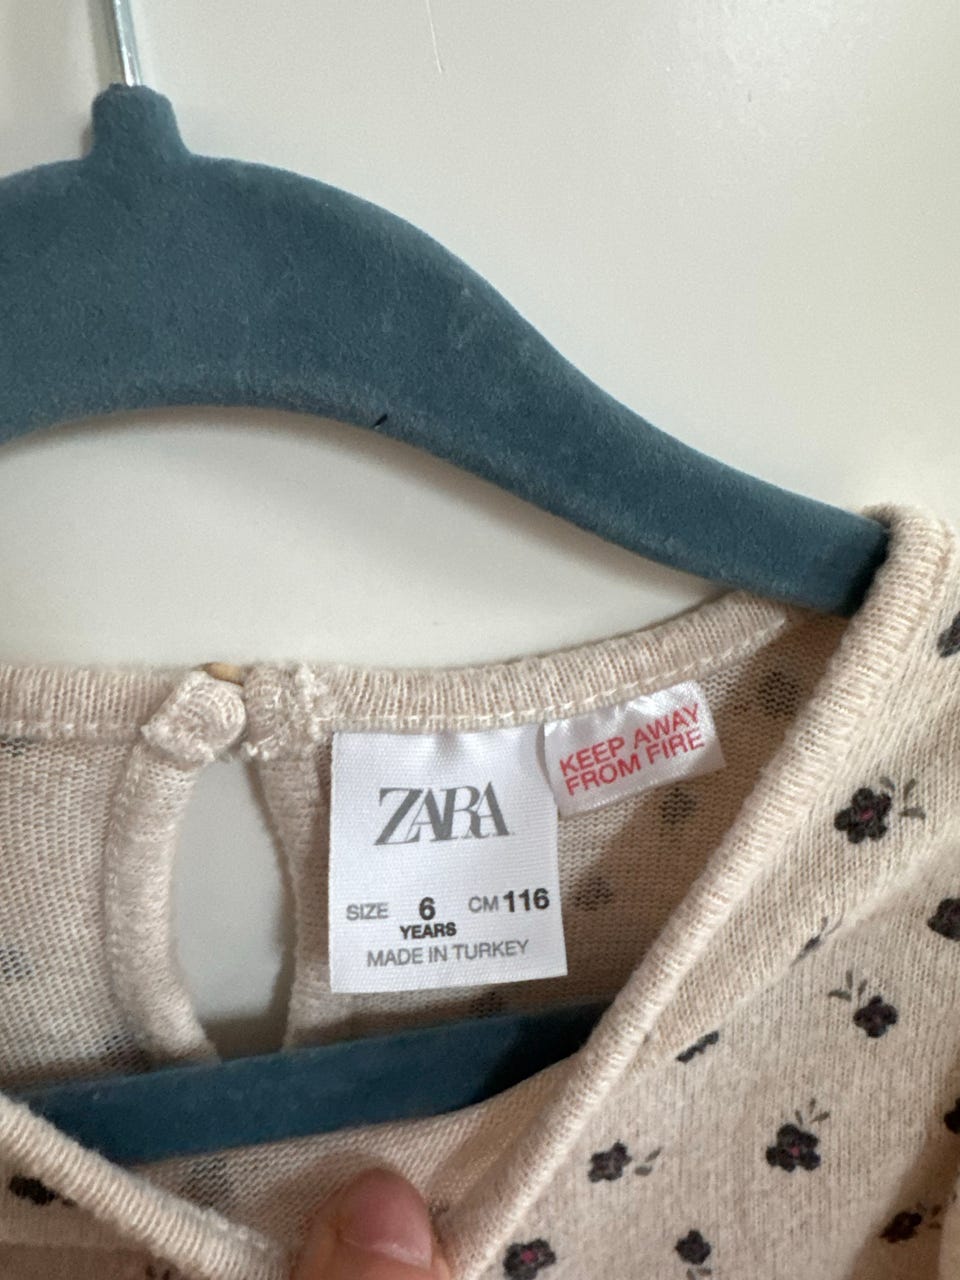 KEEP AWAY
FROM FIRE
ZARA
SIZE 6 CM 116
YEARS
MADE IN TURKEY